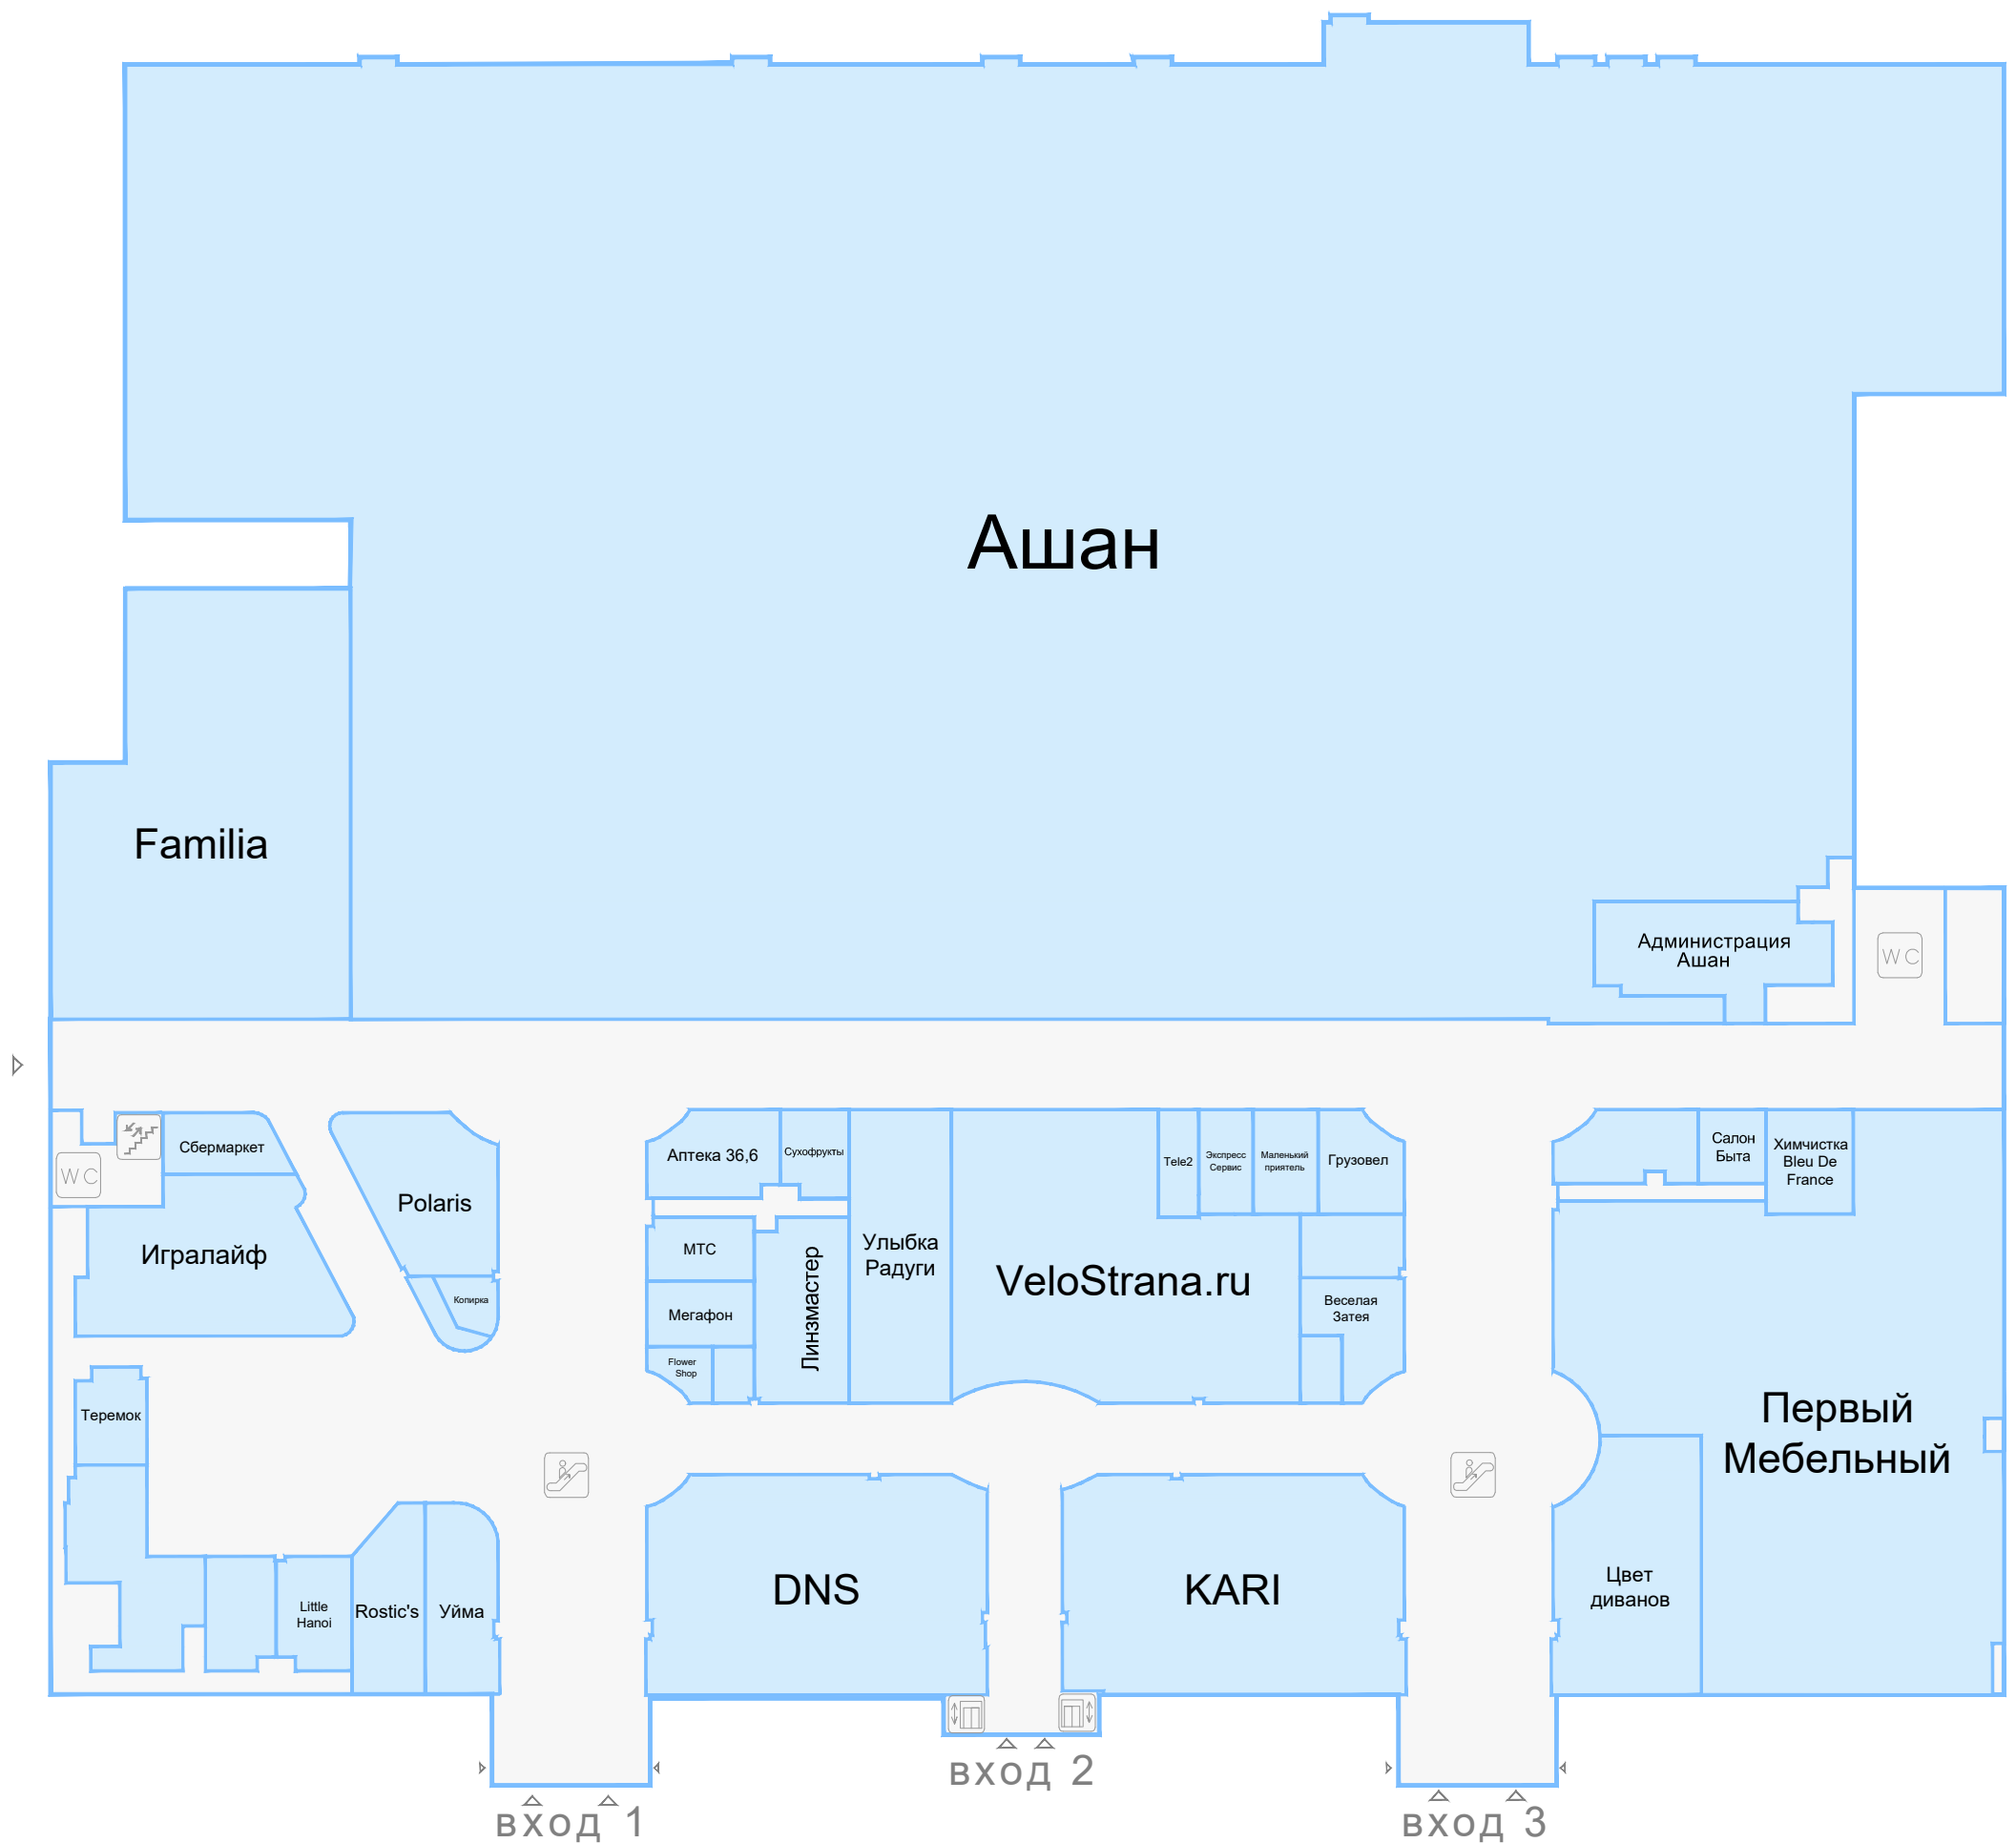 Ашан
Familia
Администрация
Ашан
WC
Сбермаркет
WC
Polaris
Игралайф
Копирка
Аптека 36,6
Сухофрукты
МТС
Мегафон
Flower
Shop
Линзмастер
Улыбка
Радуги
VeloStrana.ru
Tele2
Экспресс
Сервис
Маленький
приятель
Грузовел
Веселая
Затея
Салон
Быта
Химчистка
Bleu De
France
Первый
Мебельный
Теремок
Little
Hanoi
Rostic's
Уйма
DNS
KARI
Цвет
диванов
вход 1
вход 2
вход 3